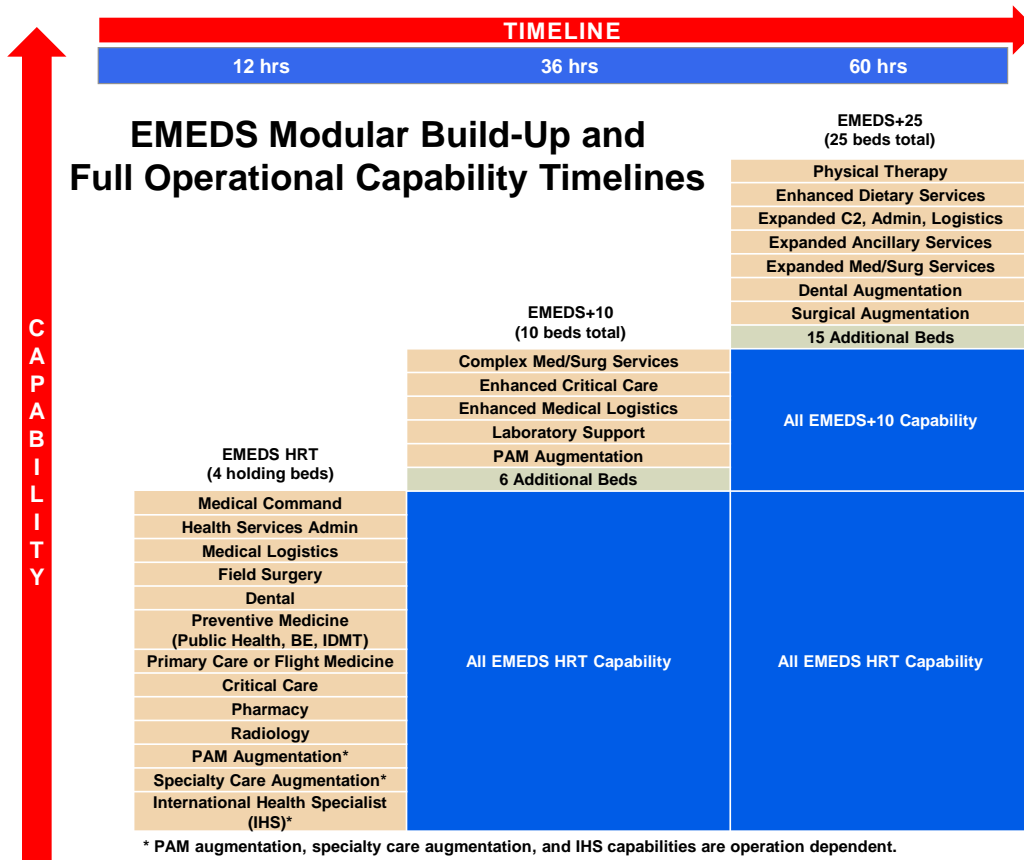 TIMELINE
12 hrs
36 hrs
60 hrs
EMEDS Modular Build-Up and
Full Operational Capability Timelines
CAPABILITY
EMEDS HRT
(4 holding beds)
Medical Command
Health Services Admin
Medical Logistics
Field Surgery
Dental
Preventive Medicine
(Public Health, BE, IDMT)
Primary Care or Flight Medicine
Critical Care
Pharmacy
Radiology
PAM Augmentation*
Specialty Care Augmentation*
International Health Specialist
(IHS)*
EMEDS+10
(10 beds total)
Complex Med/Surg Services
Enhanced Critical Care
Enhanced Medical Logistics
Laboratory Support
PAM Augmentation
6 Additional Beds
All EMEDS HRT Capability
EMEDS+25
(25 beds total)
Physical Therapy
Enhanced Dietary Services
Expanded C2, Admin, Logistics
Expanded Ancillary Services
Expanded Med/Surg Services
Dental Augmentation
Surgical Augmentation
15 Additional Beds
All EMEDS+10 Capability
All EMEDS HRT Capability
* PAM augmentation, specialty care augmentation, and IHS capabilities are operation dependent.